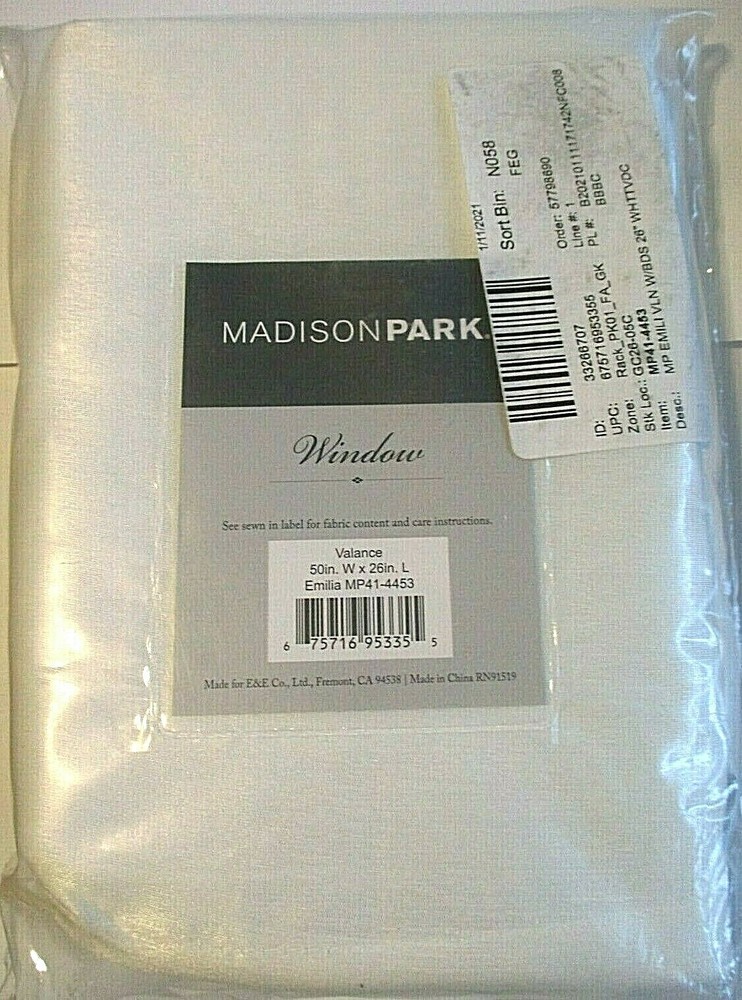 MADISONPARK.
Window
See sewn in label for fabric content and care instructions.
Valance
50in. W x 26in. L
Emilia MP41-4453
6 75716 95335 5
Made for E&E Co., Ltd., Fremont, CA 94538 | Made in China RN91519
1/11/2021
Sort Bin: N058
FEG
Order: 57798690
Line #: 1
PL #: B20210111171742NFC008
BBBC
ID: 33266707
UPC: 675716953355
Zone: Rack_PK01_FA_GK
Stk Loc.: GC26-05C
Item: MP41-4453
Desc.: MP EMILI VLN W/BDS 26" WHTTVDC